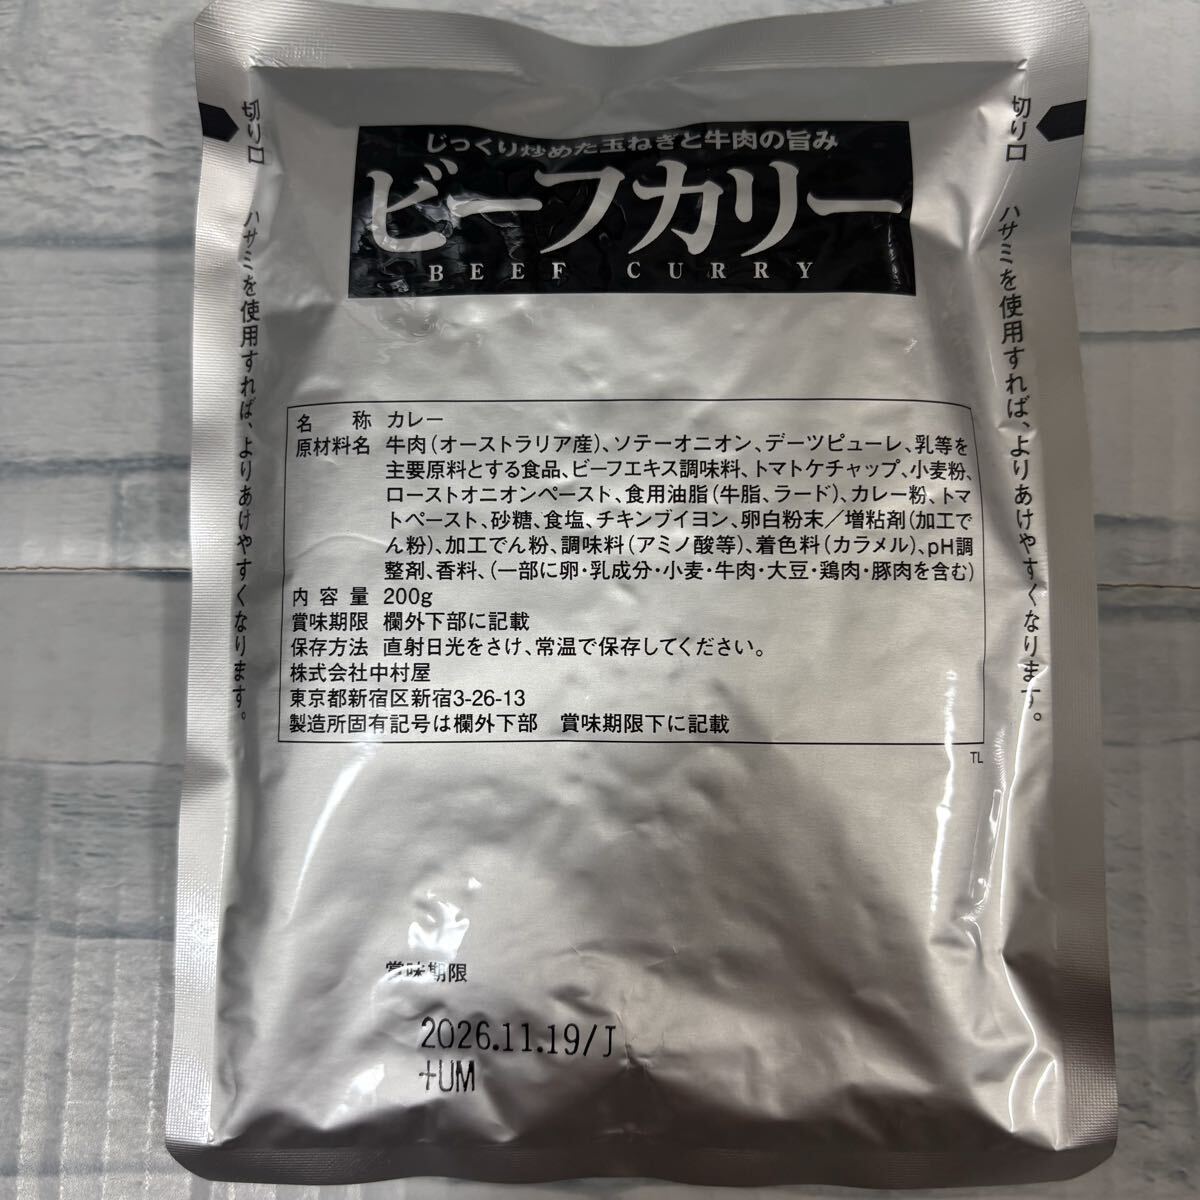 じっくり炒めた玉ねぎと牛肉の旨み
ビーフカリー
BEEF CURRY
切り口 ハサミを使用すれば、よりあけやすくなります。
切り口 ハサミを使用すれば、よりあけやすくなります。
名称 カレー
原材料名 牛肉(オーストラリア産)、ソテーオニオン、デーツピューレ、乳等を
主要原料とする食品、ビーフエキス調味料、トマトケチャップ、小麦粉、
ローストオニオンペースト、食用油脂(牛脂、ラード)、カレー粉、トマ
トペースト、砂糖、食塩、チキンブイヨン、卵白粉末／増粘剤(加工で
ん粉)、加工でん粉、調味料(アミノ酸等)、着色料(カラメル)、pH調
整剤、香料、(一部に卵・乳成分・小麦・牛肉・大豆・鶏肉・豚肉を含む)
内容量 200g
賞味期限 欄外下部に記載
保存方法 直射日光をさけ、常温で保存してください。
株式会社中村屋
東京都新宿区新宿3-26-13
製造所固有記号は欄外下部 賞味期限下に記載
TL
賞味期限
2026.11.19/J
+UM